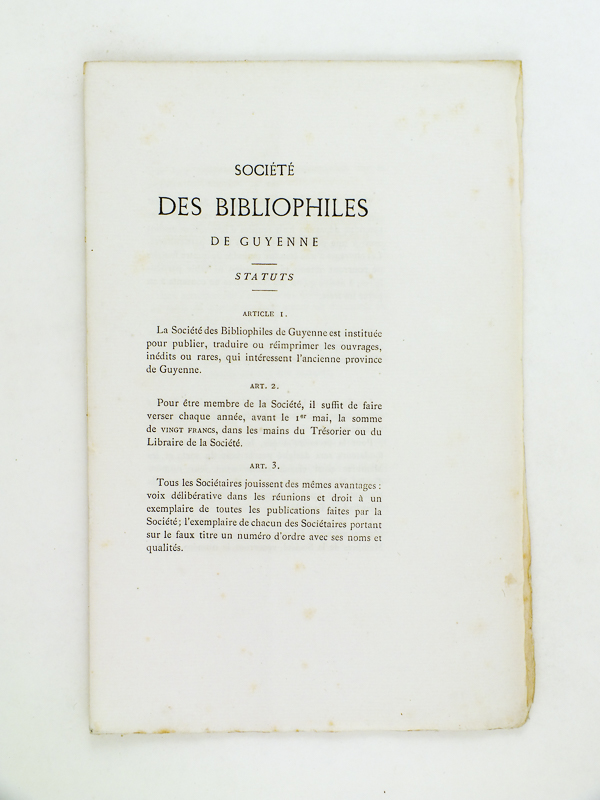 SOCIÉTÉ
DES BIBLIOPHILES
DE GUYENNE
STATUTS
ARTICLE 1.
La Société des Bibliophiles de Guyenne est instituée
pour publier, traduire ou réimprimer les ouvrages,
inédits ou rares, qui intéressent l'ancienne province
de Guyenne.
ART. 2.
Pour être membre de la Société, il suffit de faire
verser chaque année, avant le 1er mai, la somme
de VINGT FRANCS, dans les mains du Trésorier ou du
Libraire de la Société.
ART. 3.
Tous les Sociétaires jouissent des mêmes avantages :
voix délibérative dans les réunions et droit à un
exemplaire de toutes les publications faites par la
Société; l'exemplaire de chacun des Sociétaires portant
sur le faux titre un numéro d'ordre avec ses noms et
qualités.